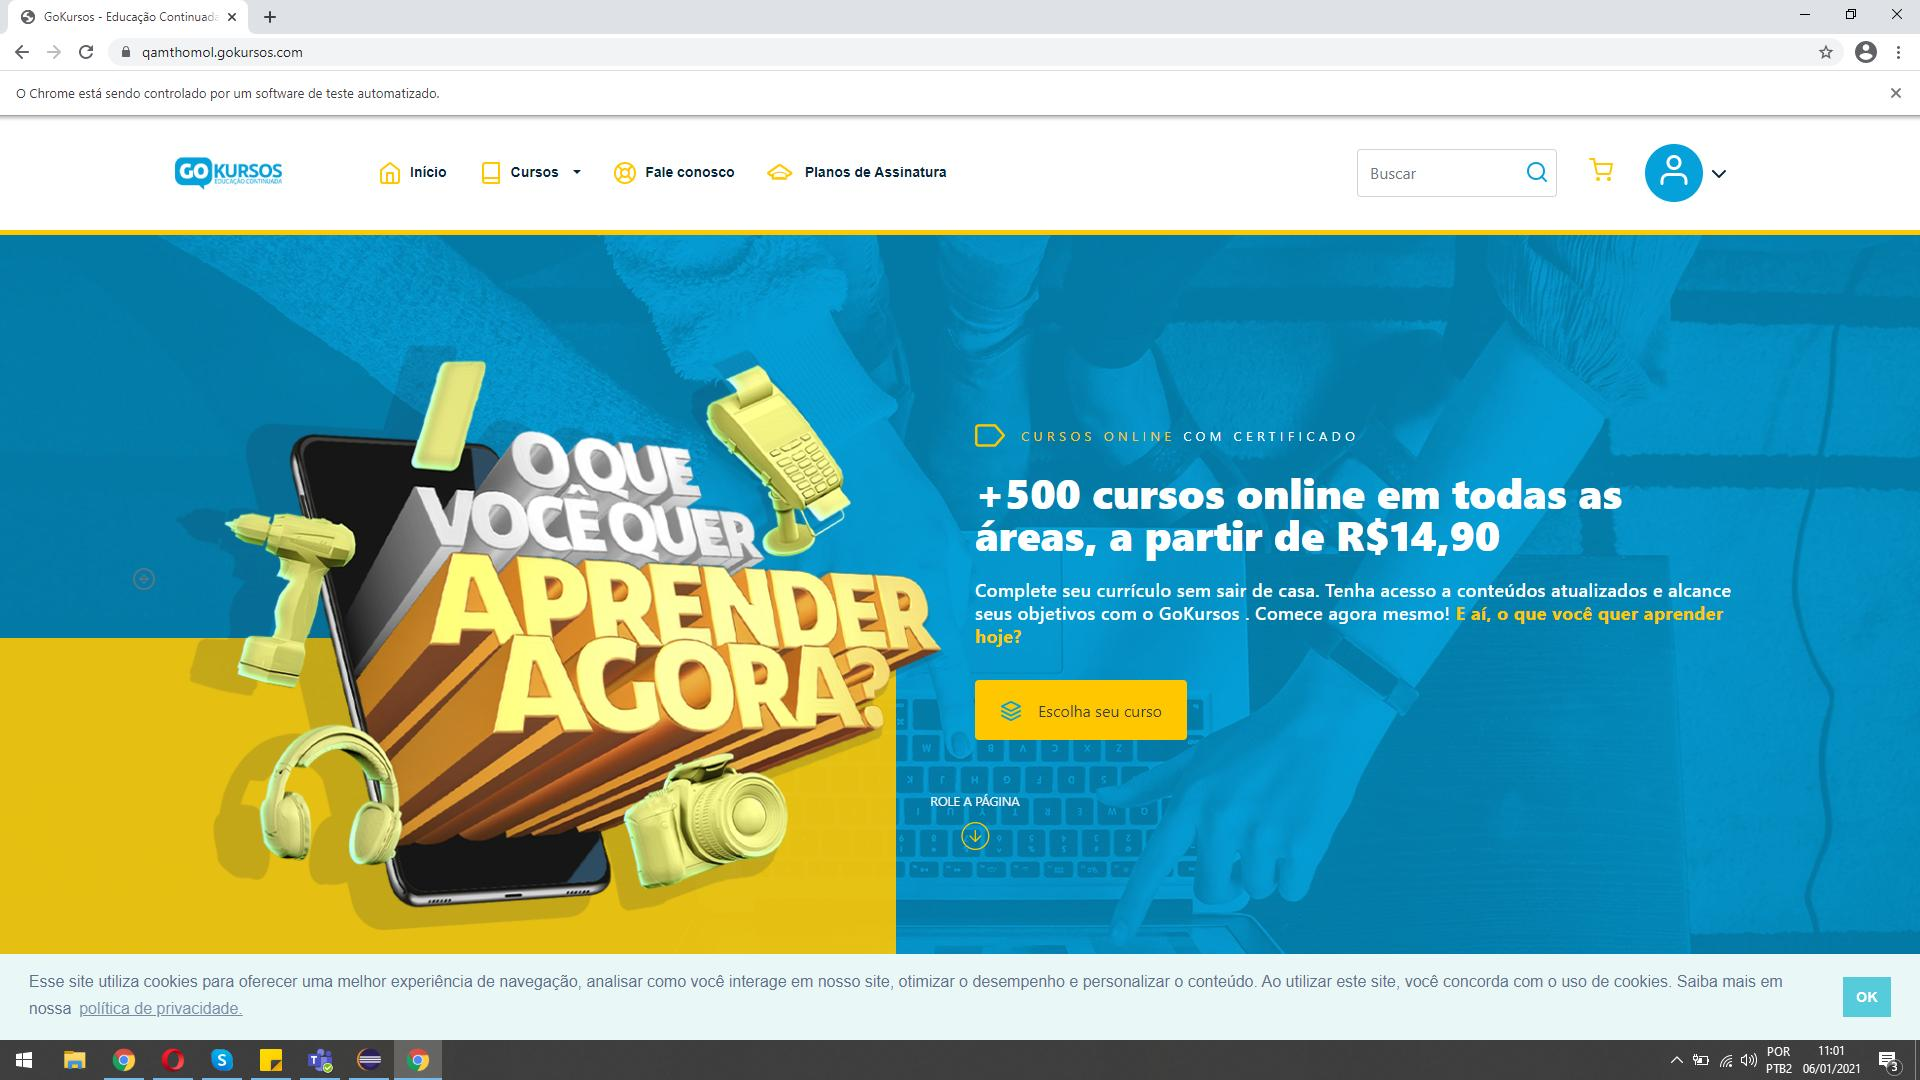 GoKursos - Educação Continuada
qamthomol.gokursos.com
O Chrome está sendo controlado por um software de teste automatizado.
GO KURSOS
EDUCAÇÃO CONTINUADA
Início
Cursos
Fale conosco
Planos de Assinatura
Buscar
O QUE
VOCÊ QUER
APRENDER
AGORA?
CURSOS ONLINE COM CERTIFICADO
+500 cursos online em todas as
áreas, a partir de R$14,90
Complete seu currículo sem sair de casa. Tenha acesso a conteúdos atualizados e alcance
seus objetivos com o GoKursos . Comece agora mesmo! E aí, o que você quer aprender
hoje?
Escolha seu curso
ROLE A PÁGINA
Esse site utiliza cookies para oferecer uma melhor experiência de navegação, analisar como você interage em nosso site, otimizar o desempenho e personalizar o conteúdo. Ao utilizar este site, você concorda com o uso de cookies. Saiba mais em
nossa política de privacidade.
OK
POR
PTB2
11:01
06/01/2021
3